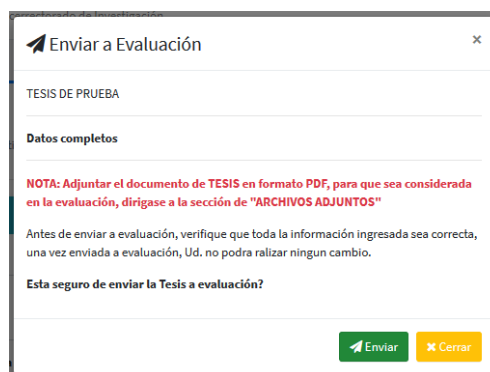 cerrectorado de Investigación
Enviar a Evaluación
×
TESIS DE PRUEBA
Datos completos
NOTA: Adjuntar el documento de TESIS en formato PDF, para que sea considerada
en la evaluación, dirigase a la sección de "ARCHIVOS ADJUNTOS"
Antes de enviar a evaluación, verifique que toda la información ingresada sea correcta,
una vez enviada a evaluación, Ud. no podra ralizar ningun cambio.
Esta seguro de enviar la Tesis a evaluación?
Enviar
× Cerrar